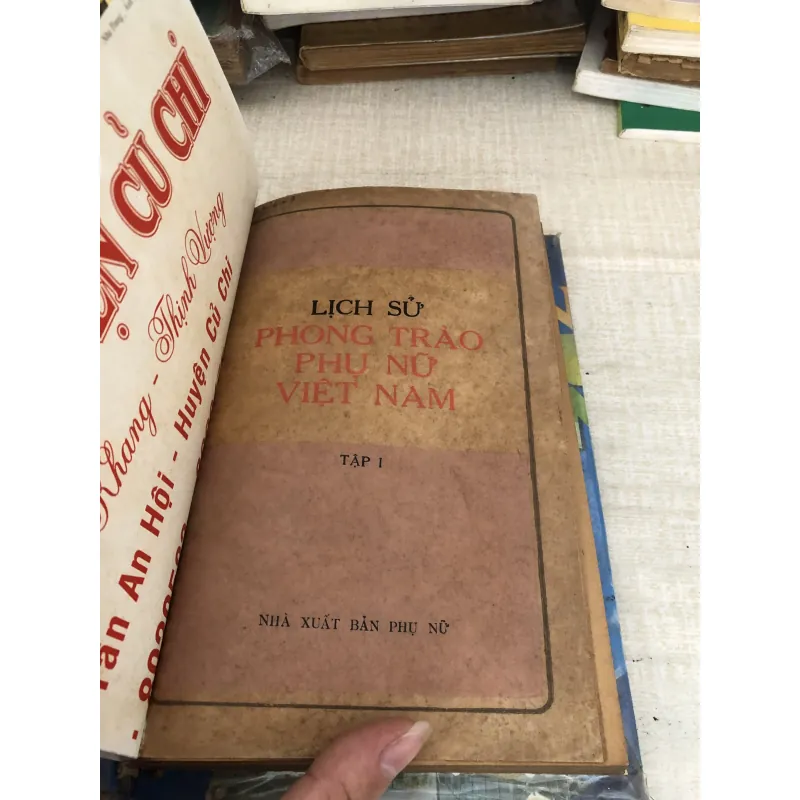 LỊCH SỬ
PHONG TRÀO
PHỤ NỮ
VIỆT NAM
TẬP I
NHÀ XUẤT BẢN PHỤ NỮ
CỦ CHỈ
Khang - Thịnh Vượng
Tân An Hội - Huyện Củ Chi